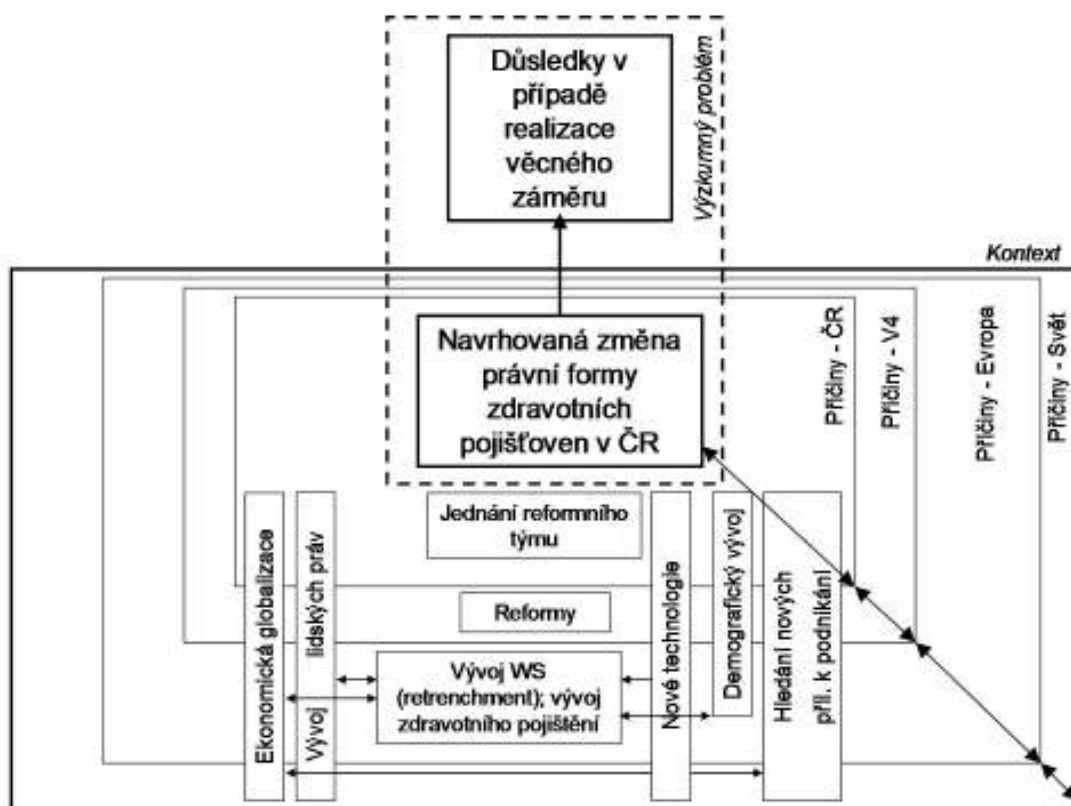 Důsledky v
případě
realizace
věcného
záměru
Výzkumný problém
Kontext
Navrhovaná změna
právní formy
zdravotních
pojišťoven v ČR
Příčiny - ČR
Příčiny - V4
Příčiny - Evropa
Příčiny - Svět
Jednání reformního
týmu
Reformy
Vývoj WS
(retrenchment); vývoj
zdravotního pojištění
Ekonomická globalizace
Vývoj lidských práv
Nové technologie
Demografický vývoj
Hledání nových
příl. k podnikání